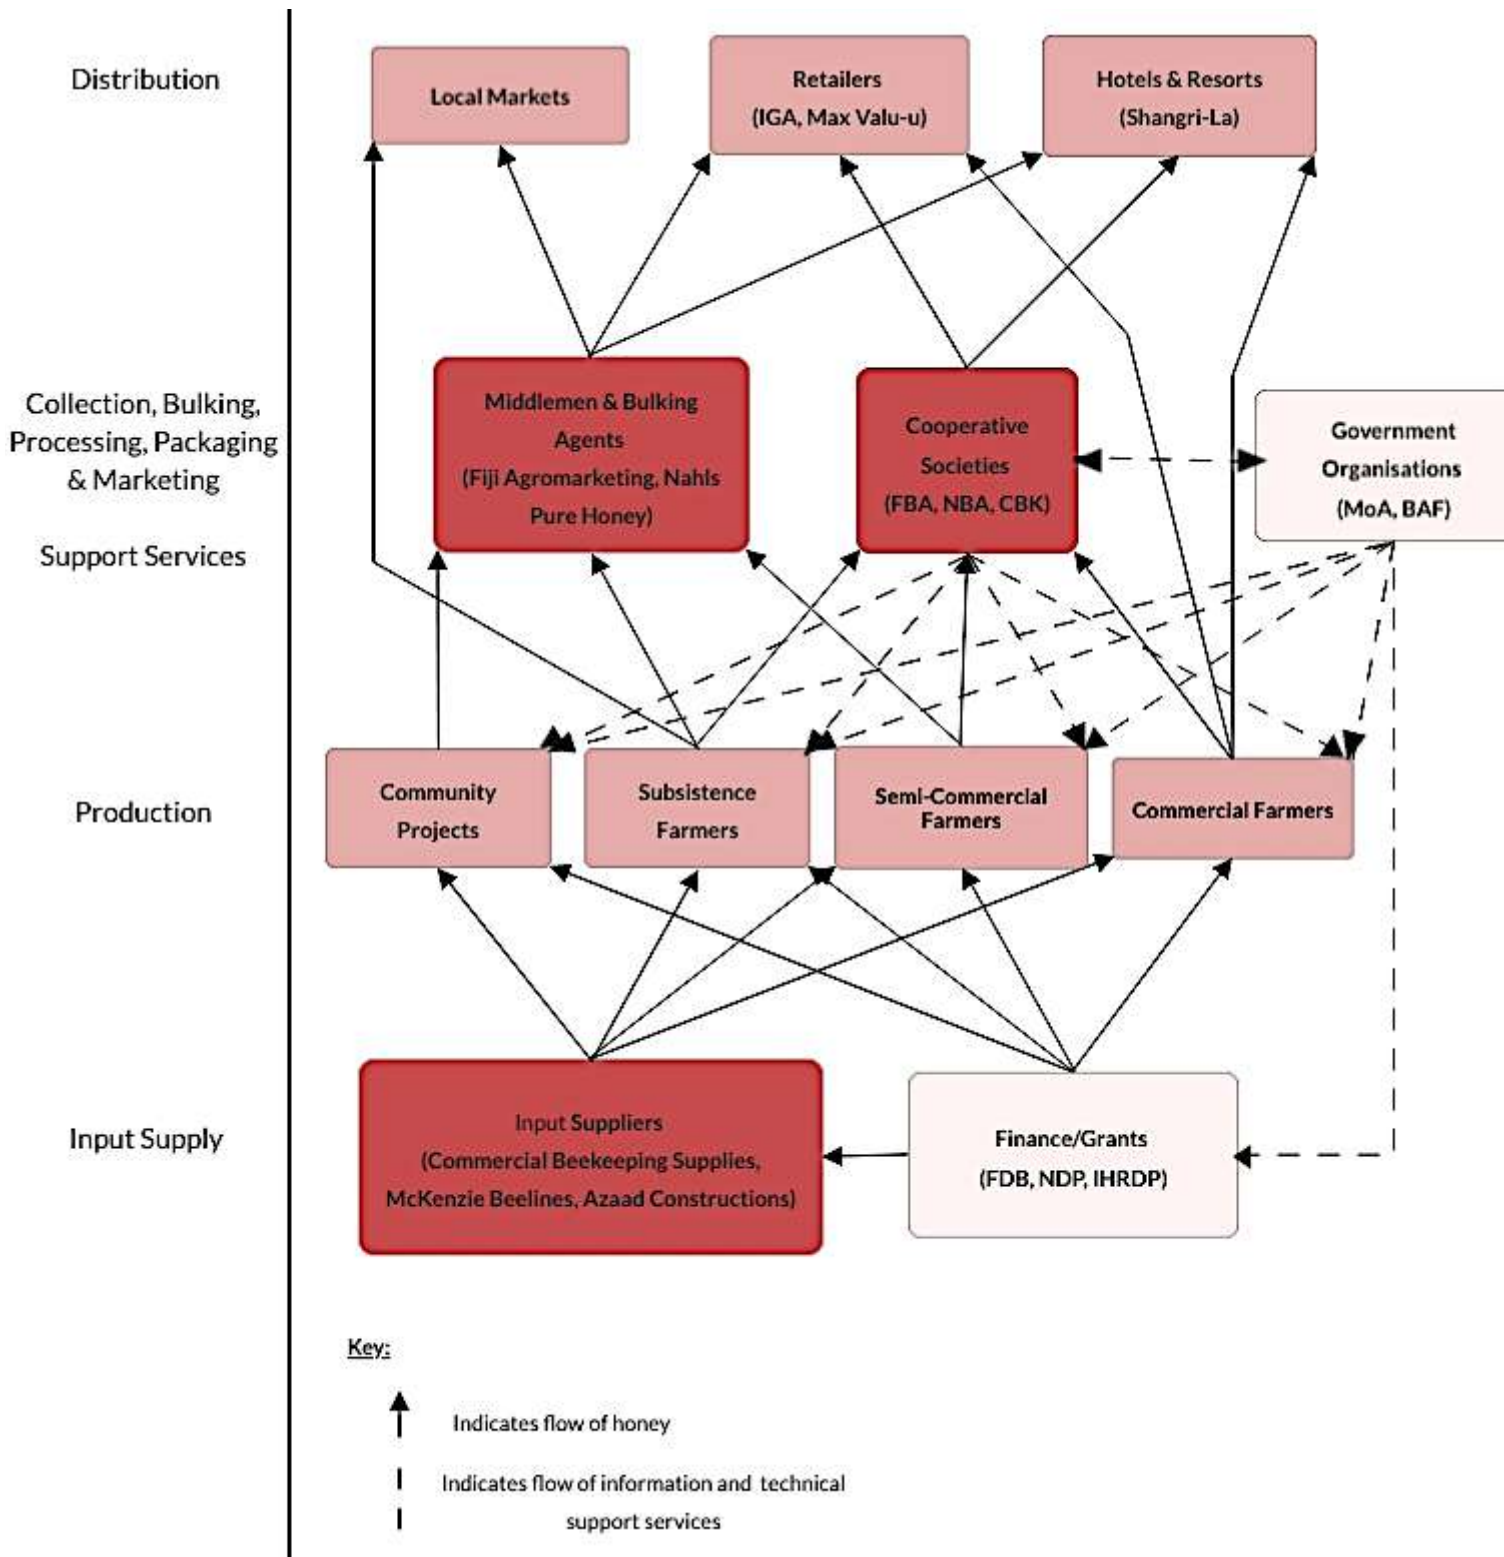 Distribution
Local Markets
Retailers
(IGA, Max Valu-u)
Hotels & Resorts
(Shangri-La)
Collection, Bulking,
Processing, Packaging
& Marketing
Support Services
Middlemen & Bulking
Agents
(Fiji Agromarketing, Nahls
Pure Honey)
Cooperative
Societies
(FBA, NBA, CBK)
Government
Organisations
(MoA, BAF)
Production
Community
Projects
Subsistence
Farmers
Semi-Commercial
Farmers
Commercial Farmers
Input Supply
Input Suppliers
(Commercial Beekeeping Supplies,
McKenzie Beelines, Azaad Constructions)
Finance/Grants
(FDB, NDP, IHRDP)
Key:
Indicates flow of honey
Indicates flow of information and technical
support services